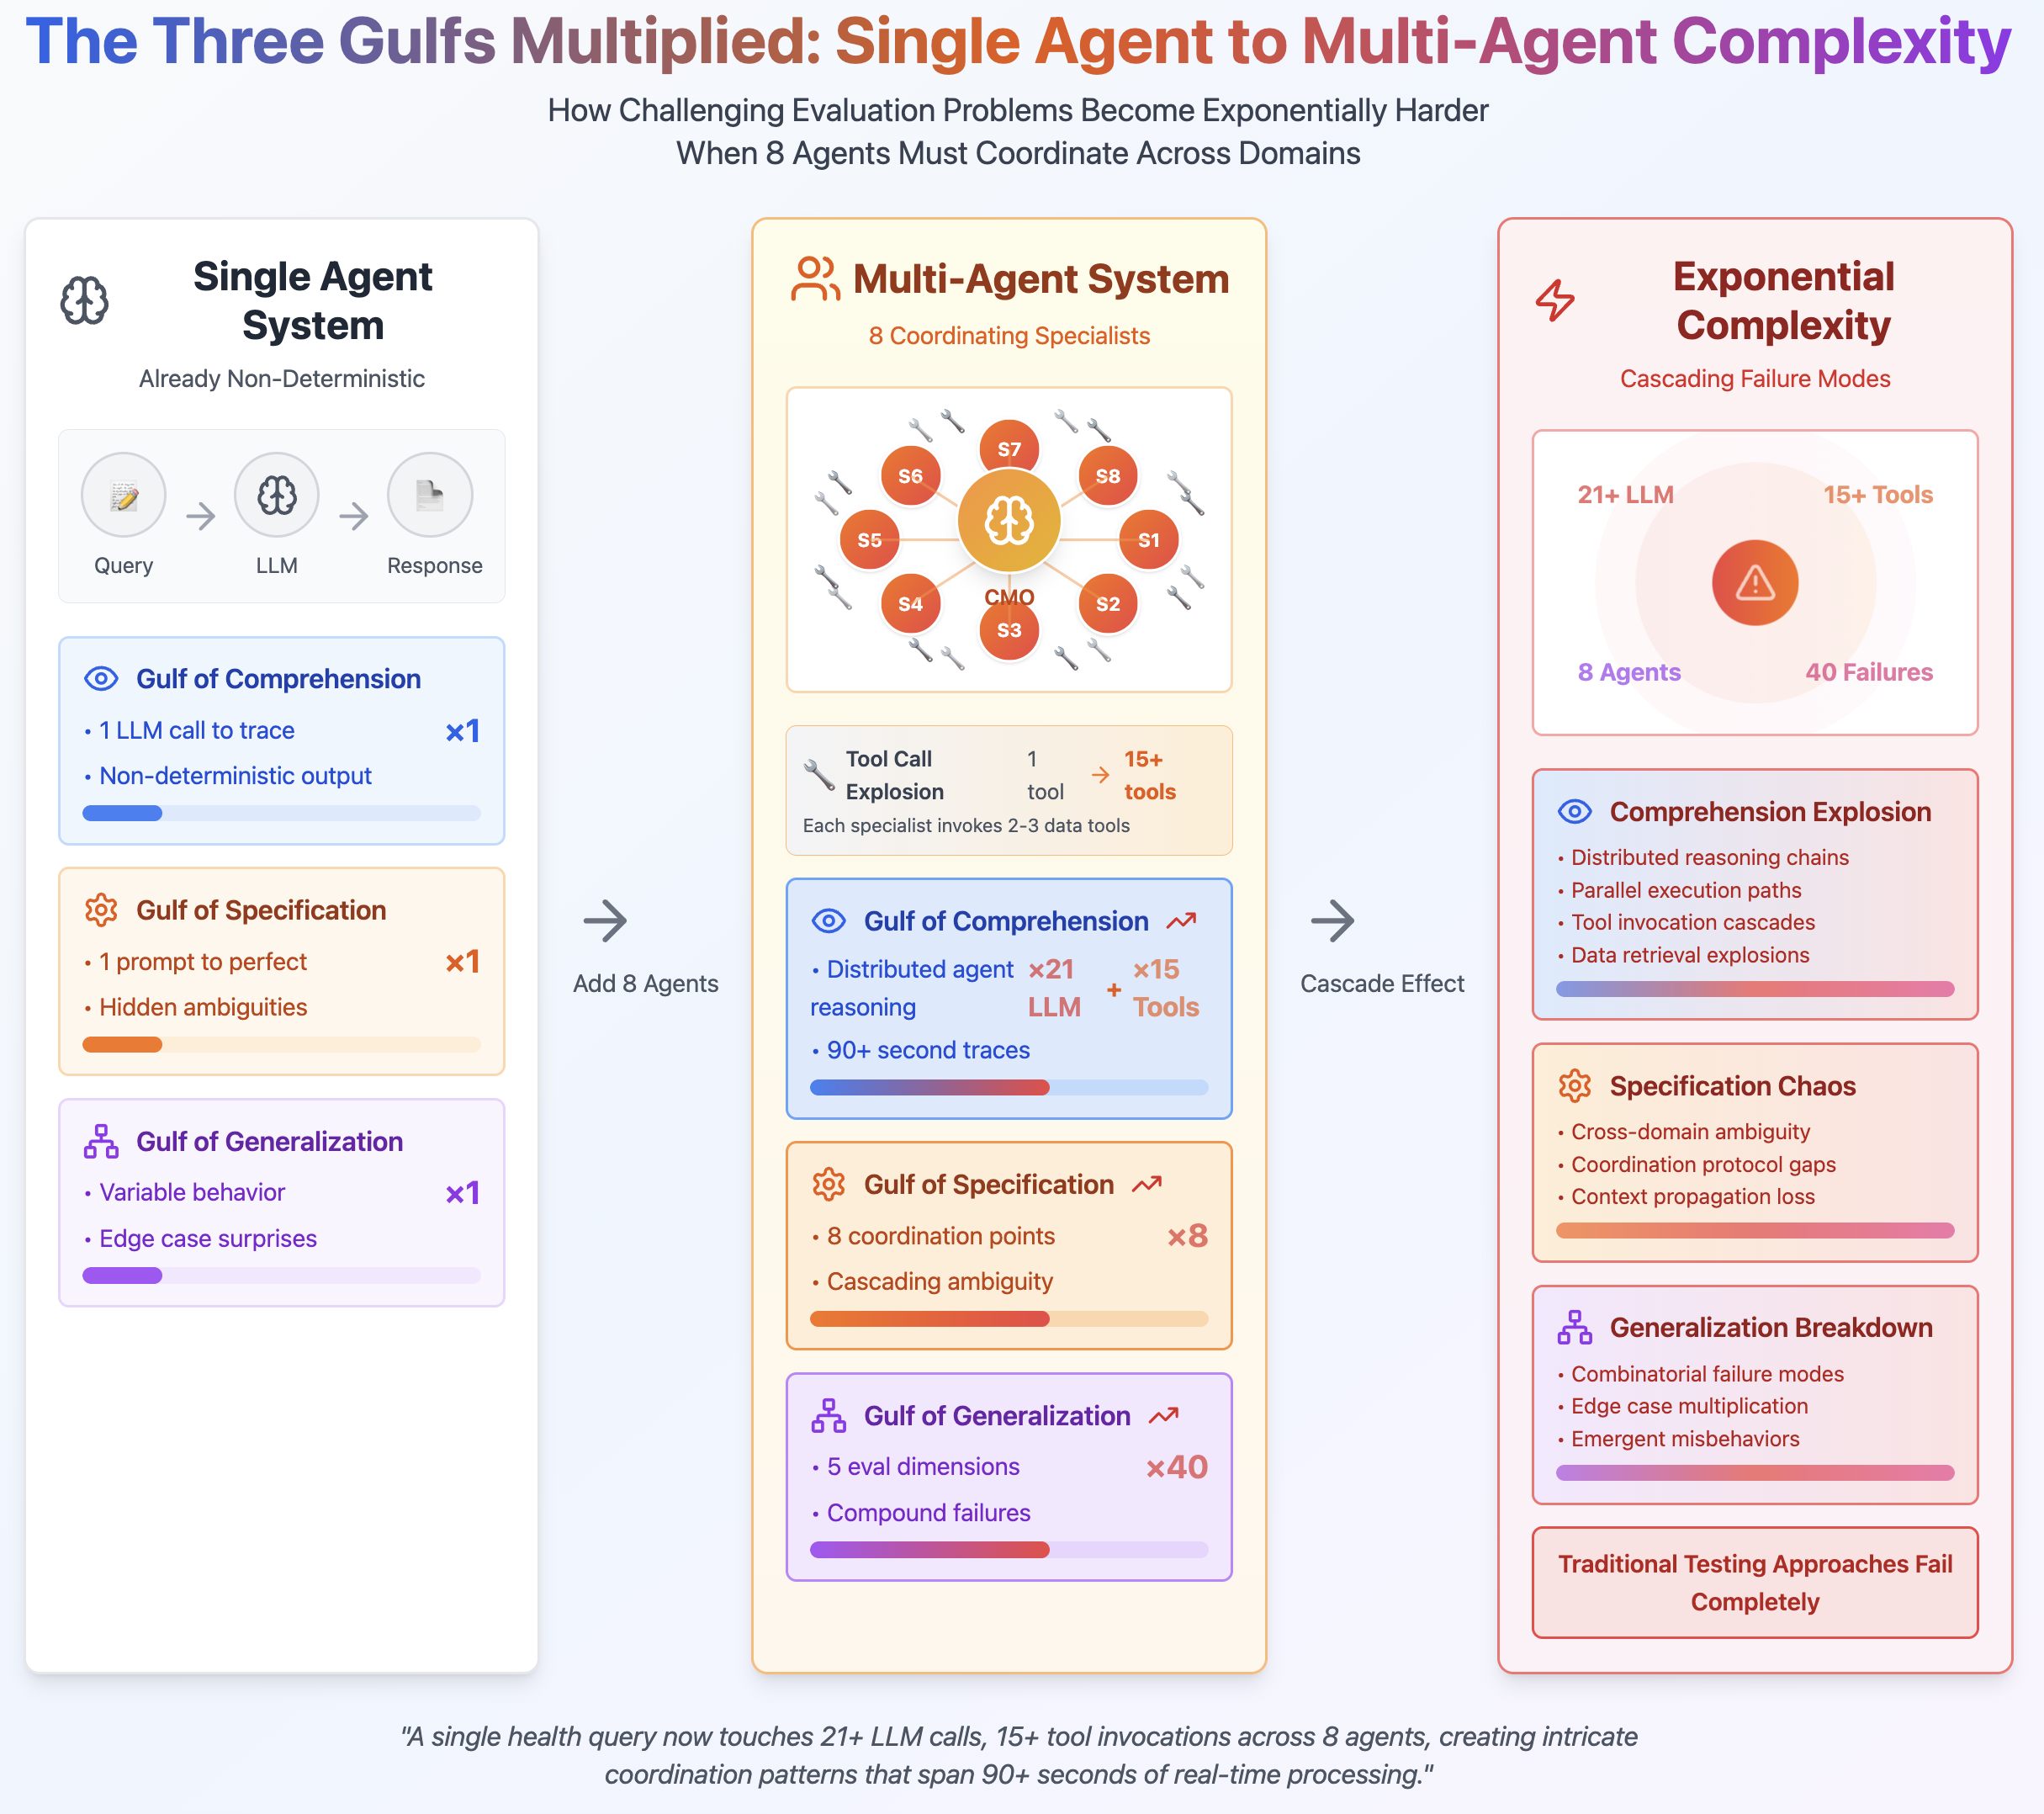 The Three Gulfs Multiplied: Single Agent to Multi-Agent Complexity
How Challenging Evaluation Problems Become Exponentially Harder
When 8 Agents Must Coordinate Across Domains
Single Agent
System
Already Non-Deterministic
Query
LLM
Response
Gulf of Comprehension
• 1 LLM call to trace
×1
• Non-deterministic output
Gulf of Specification
• 1 prompt to perfect
×1
• Hidden ambiguities
Gulf of Generalization
• Variable behavior
×1
• Edge case surprises
Add 8 Agents
Multi-Agent System
8 Coordinating Specialists
S7
S6
S8
S5
S1
S4
CMO
S2
S3
Tool Call
Explosion
1
tool
15+
tools
Each specialist invokes 2-3 data tools
Gulf of Comprehension
• Distributed agent
reasoning
×21
LLM
+
×15
Tools
• 90+ second traces
Gulf of Specification
• 8 coordination points
×8
• Cascading ambiguity
Gulf of Generalization
• 5 eval dimensions
×40
• Compound failures
Cascade Effect
Exponential
Complexity
Cascading Failure Modes
21+ LLM
15+ Tools
8 Agents
40 Failures
Comprehension Explosion
• Distributed reasoning chains
• Parallel execution paths
• Tool invocation cascades
• Data retrieval explosions
Specification Chaos
• Cross-domain ambiguity
• Coordination protocol gaps
• Context propagation loss
Generalization Breakdown
• Combinatorial failure modes
• Edge case multiplication
• Emergent misbehaviors
Traditional Testing Approaches Fail
Completely
"A single health query now touches 21+ LLM calls, 15+ tool invocations across 8 agents, creating intricate
coordination patterns that span 90+ seconds of real-time processing."